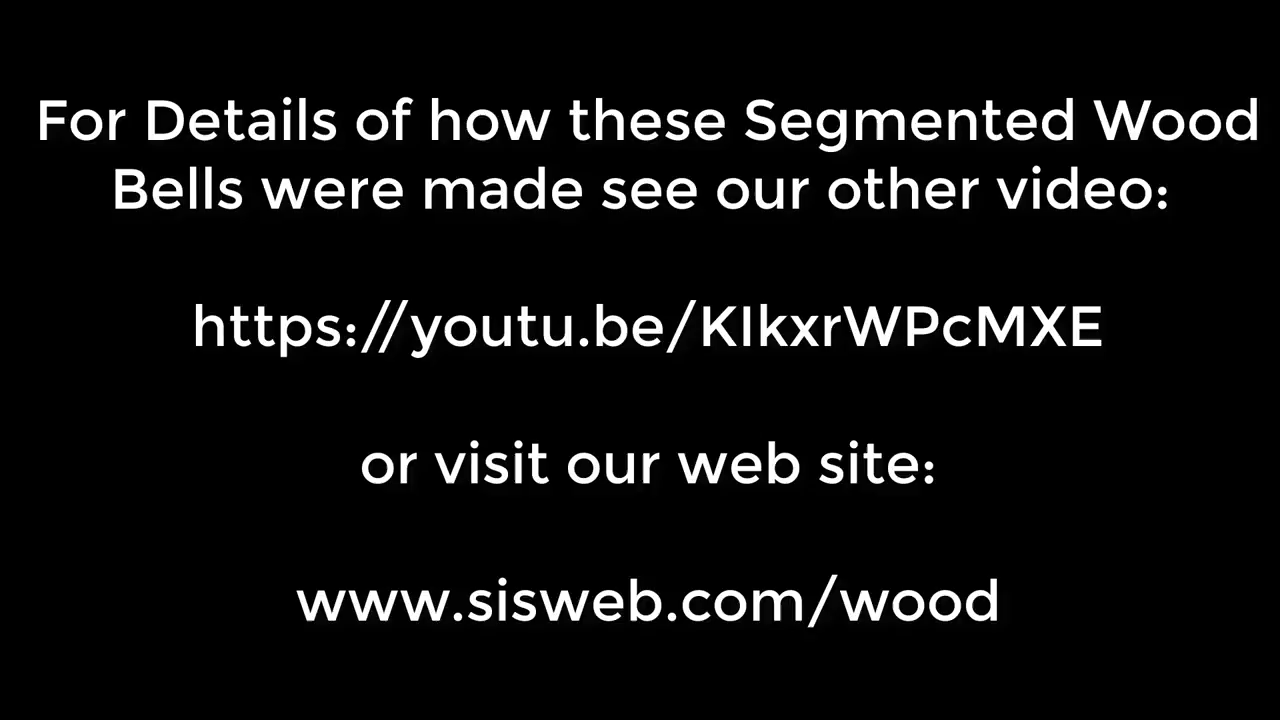 For Details of how these Segmented Wood
Bells were made see our other video:
https://youtu.be/KIkxrWPcMXE
or visit our web site:
www.sisweb.com/wood